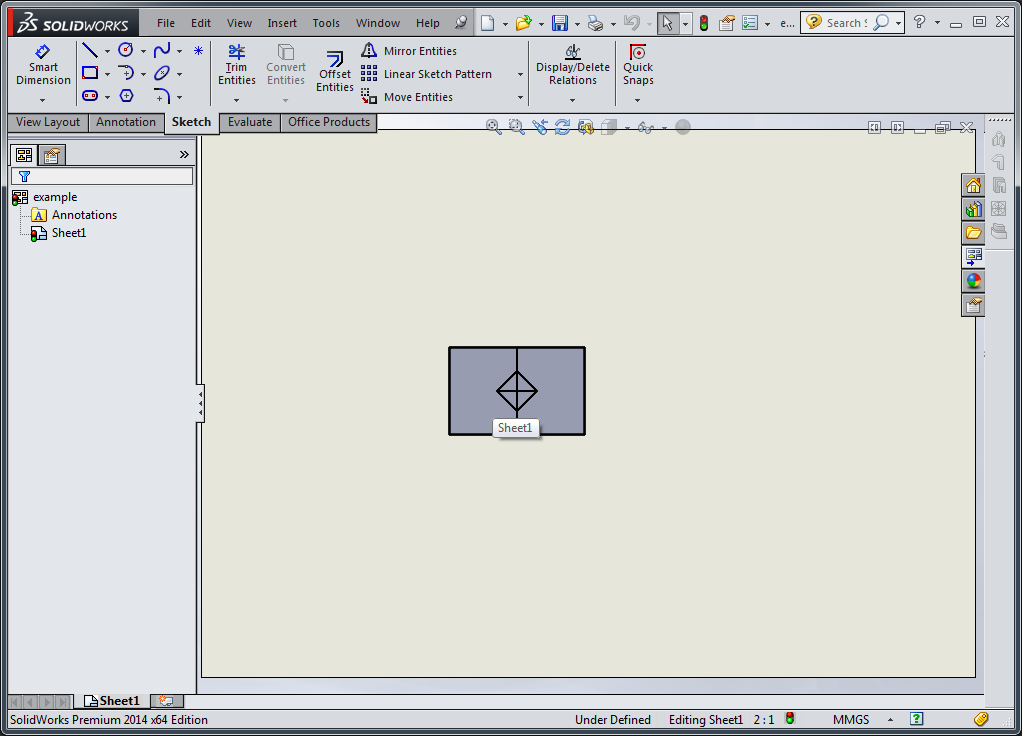 SOLIDWORKS File Edit View Insert Tools Window Help e... Search
Smart Dimension
Trim Entities
Convert Entities
Offset Entities
Mirror Entities
Linear Sketch Pattern
Move Entities
Display/Delete Relations
Quick Snaps
View Layout Annotation Sketch Evaluate Office Products
example
A Annotations
Sheet1
Sheet1
Sheet1
SolidWorks Premium 2014 x64 Edition Under Defined Editing Sheet1 2 : 1 MMGS